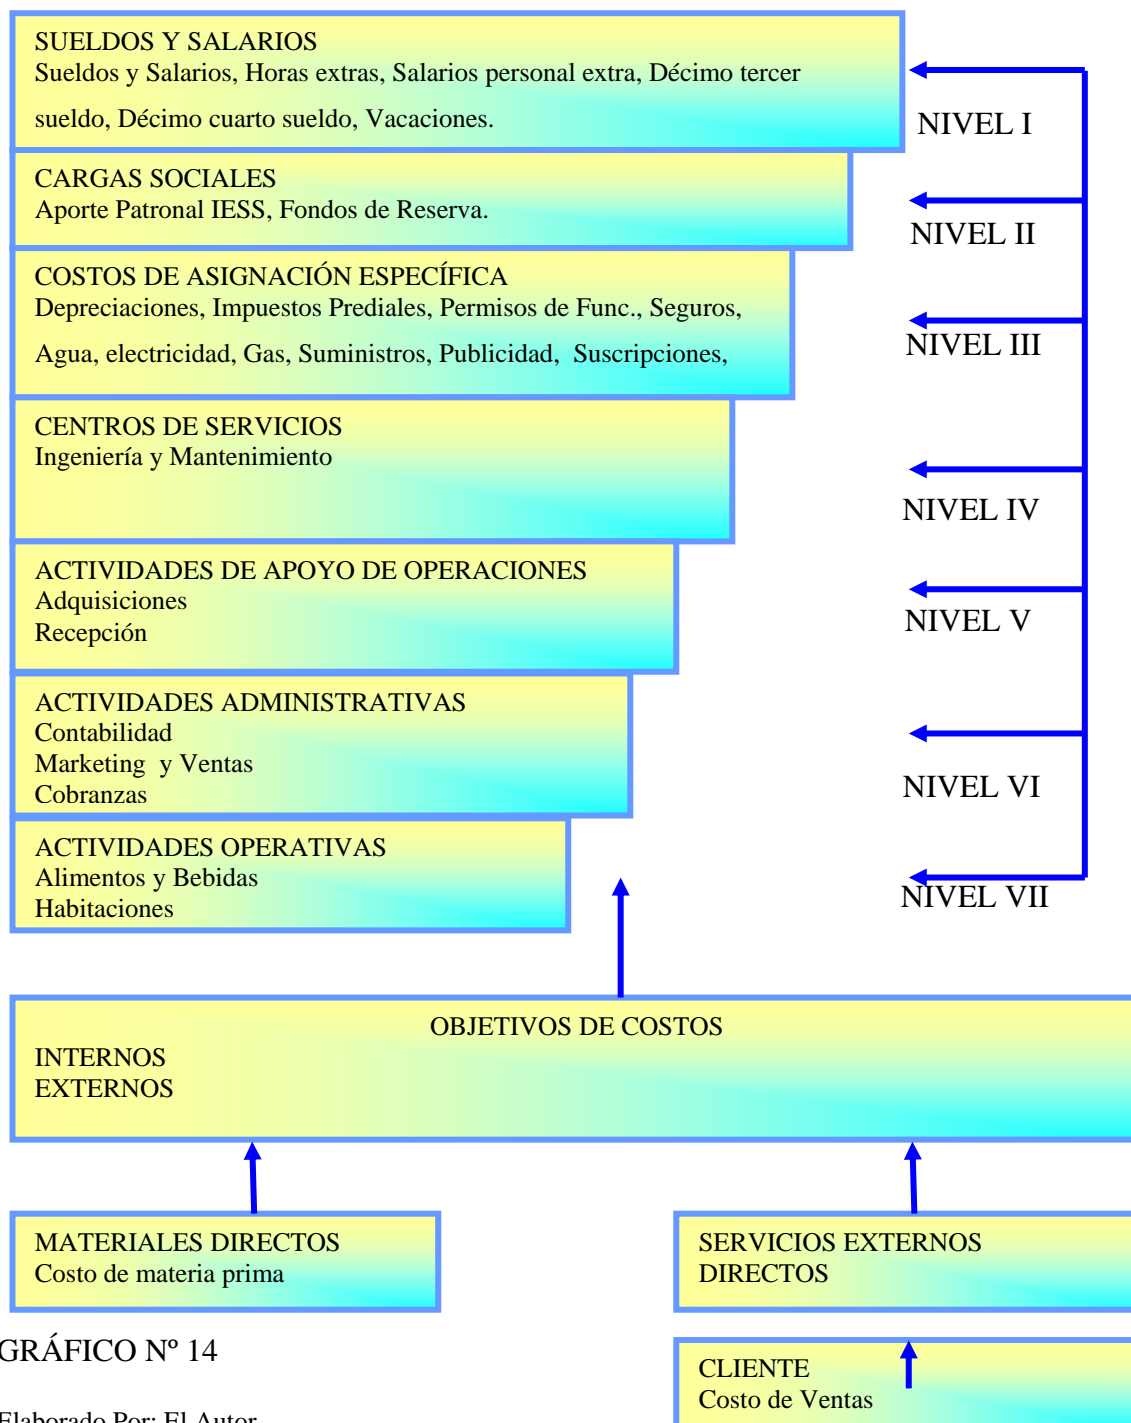 SUELDOS Y SALARIOS
Sueldos y Salarios, Horas extras, Salarios personal extra, Décimo tercer
sueldo, Décimo cuarto sueldo, Vacaciones.
NIVEL I
CARGAS SOCIALES
Aporte Patronal IESS, Fondos de Reserva.
NIVEL II
COSTOS DE ASIGNACIÓN ESPECÍFICA
Depreciaciones, Impuestos Prediales, Permisos de Func., Seguros,
Agua, electricidad, Gas, Suministros, Publicidad, Suscripciones,
NIVEL III
CENTROS DE SERVICIOS
Ingeniería y Mantenimiento
NIVEL IV
ACTIVIDADES DE APOYO DE OPERACIONES
Adquisiciones
Recepción
NIVEL V
ACTIVIDADES ADMINISTRATIVAS
Contabilidad
Marketing y Ventas
Cobranzas
NIVEL VI
ACTIVIDADES OPERATIVAS
Alimentos y Bebidas
Habitaciones
NIVEL VII
OBJETIVOS DE COSTOS
INTERNOS
EXTERNOS
MATERIALES DIRECTOS
Costo de materia prima
SERVICIOS EXTERNOS
DIRECTOS
GRÁFICO Nº 14
CLIENTE
Costo de Ventas
Elaborado Por: El Autor